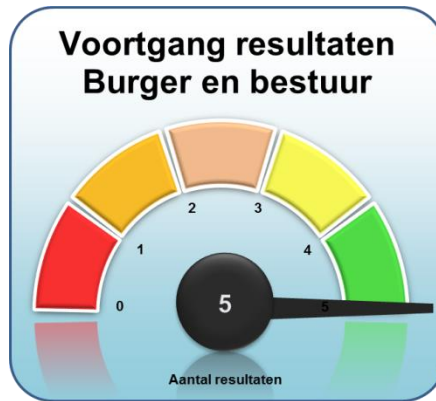 Voortgang resultaten
Burger en bestuur
2
3
1
4
0
5
5
Aantal resultaten